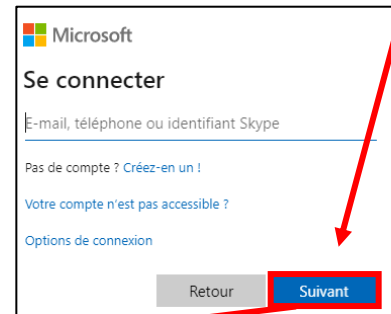 Microsoft
Se connecter
E-mail, téléphone ou identifiant Skype
Pas de compte ? Créez-en un !
Votre compte n'est pas accessible ?
Options de connexion
Retour Suivant